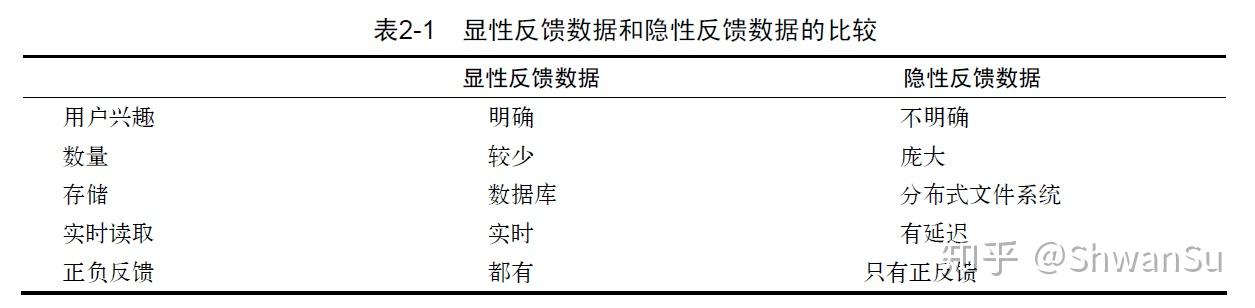 表2-1 显性反馈数据和隐性反馈数据的比较
显性反馈数据 隐性反馈数据
用户兴趣 明确 不明确
数量 较少 庞大
存储 数据库 分布式文件系统
实时读取 实时 有延迟
正负反馈 都有 只有正反馈
知乎 @ShwanSu